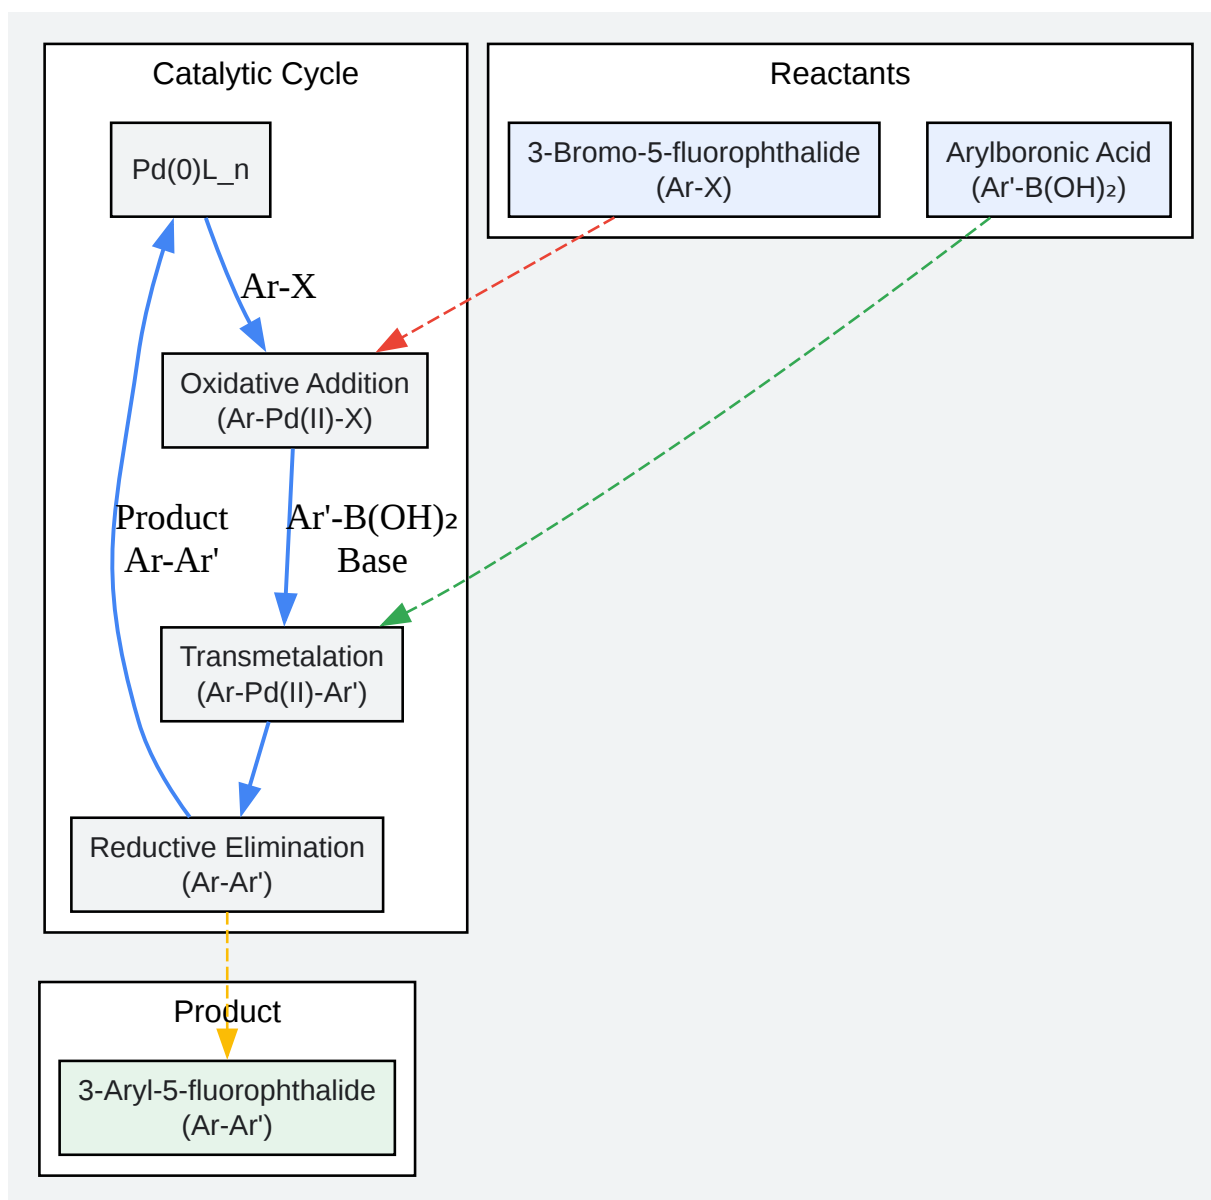 Catalytic Cycle
Reactants
Pd(0)L_n
3-Bromo-5-fluorophthalide
(Ar-X)
Arylboronic Acid
(Ar'-B(OH)₂)
Ar-X
Oxidative Addition
(Ar-Pd(II)-X)
Product
Ar-Ar'
Ar'-B(OH)₂
Base
Transmetalation
(Ar-Pd(II)-Ar')
Reductive Elimination
(Ar-Ar')
Product
3-Aryl-5-fluorophthalide
(Ar-Ar')